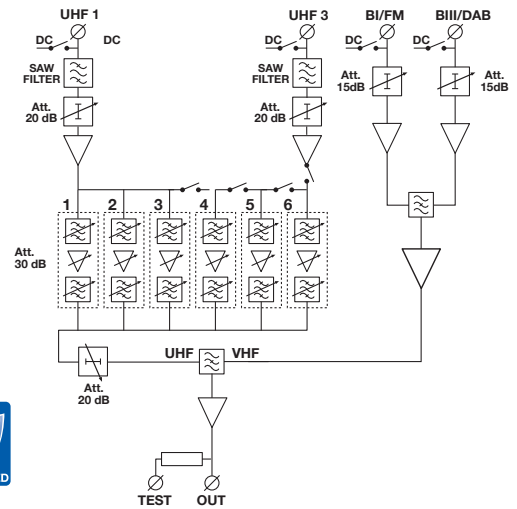 UHF 1
UHF 3
BI/FM
BIII/DAB
DC
DC
DC
DC
DC
SAW
FILTER
SAW
FILTER
Att.
15dB
Att.
15dB
Att.
20 dB
Att.
20 dB
1
2
3
4
5
6
Att.
30 dB
UHF
VHF
Att.
20 dB
TEST
OUT